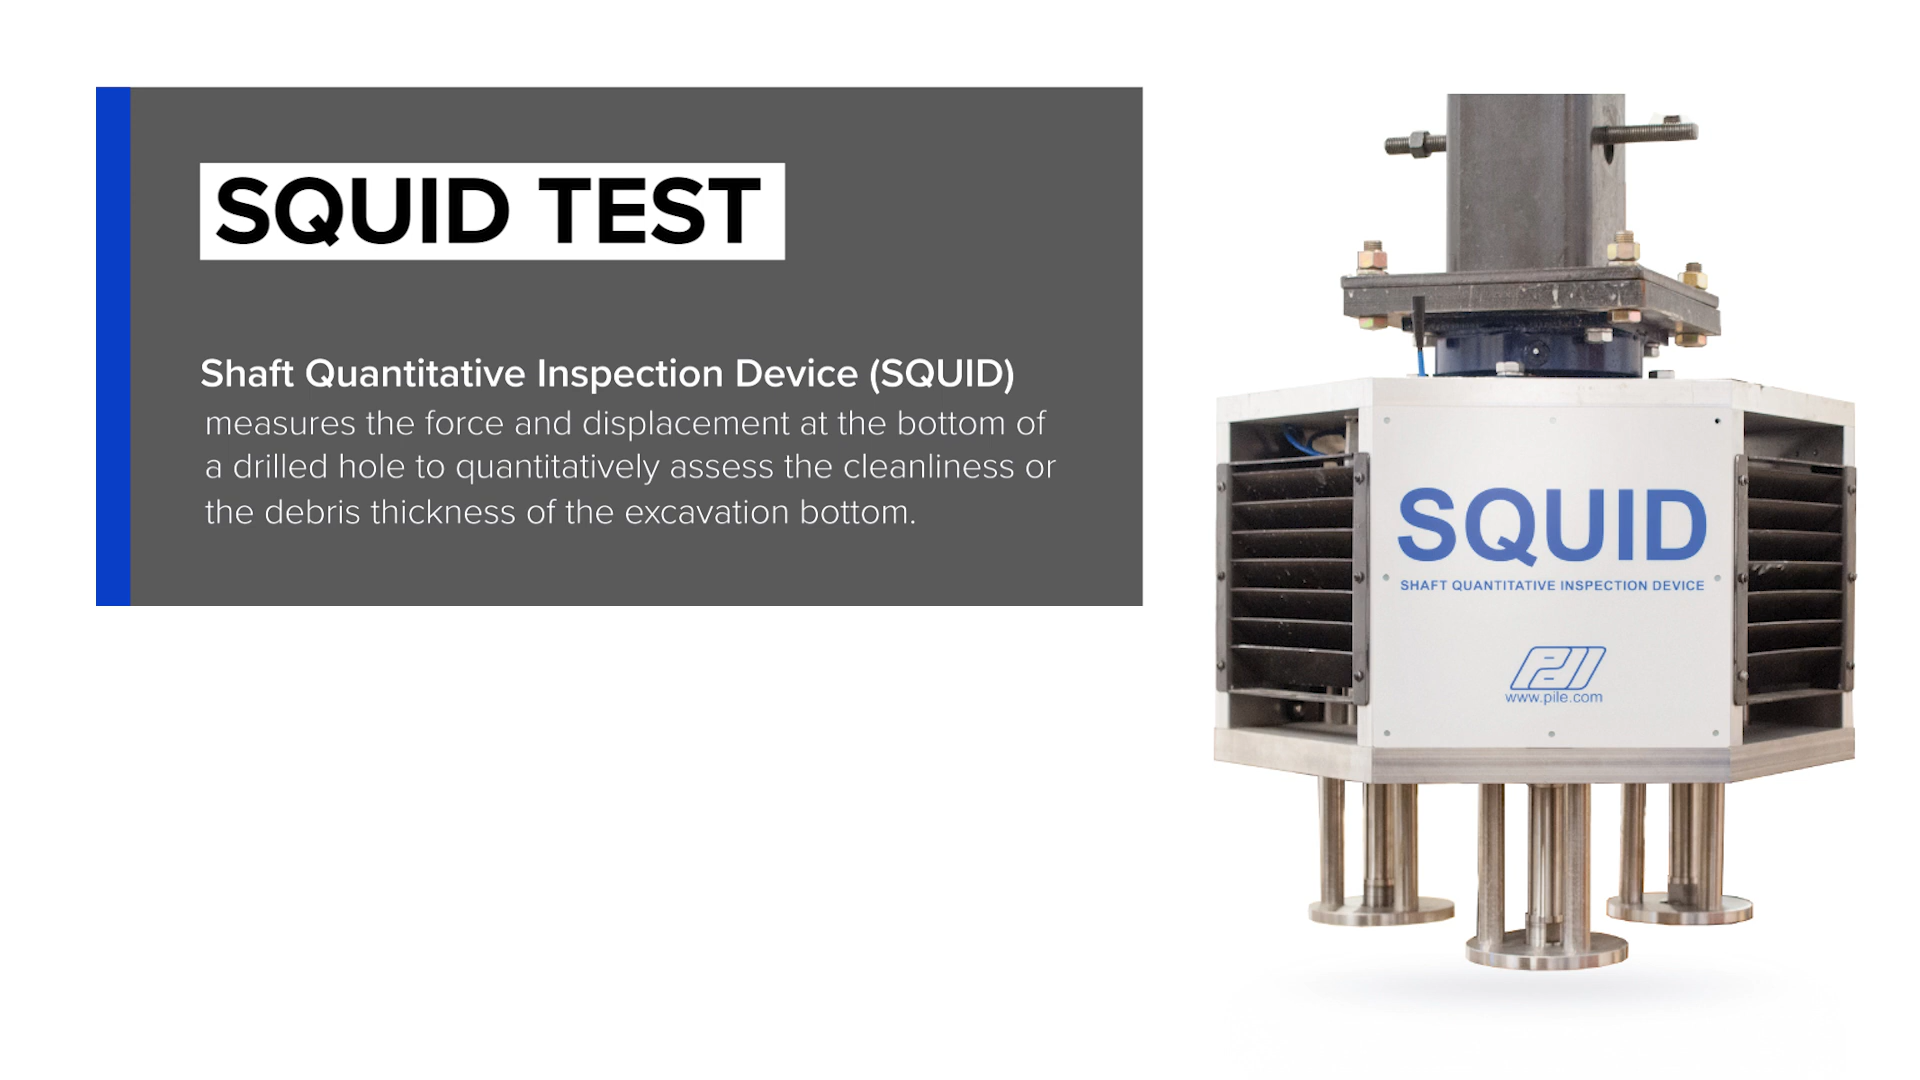 SQUID TEST
Shaft Quantitative Inspection Device (SQUID)
measures the force and displacement at the bottom of
a drilled hole to quantitatively assess the cleanliness or
the debris thickness of the excavation bottom.
SQUID
SHAFT QUANTITATIVE INSPECTION DEVICE
PDI
www.pile.com